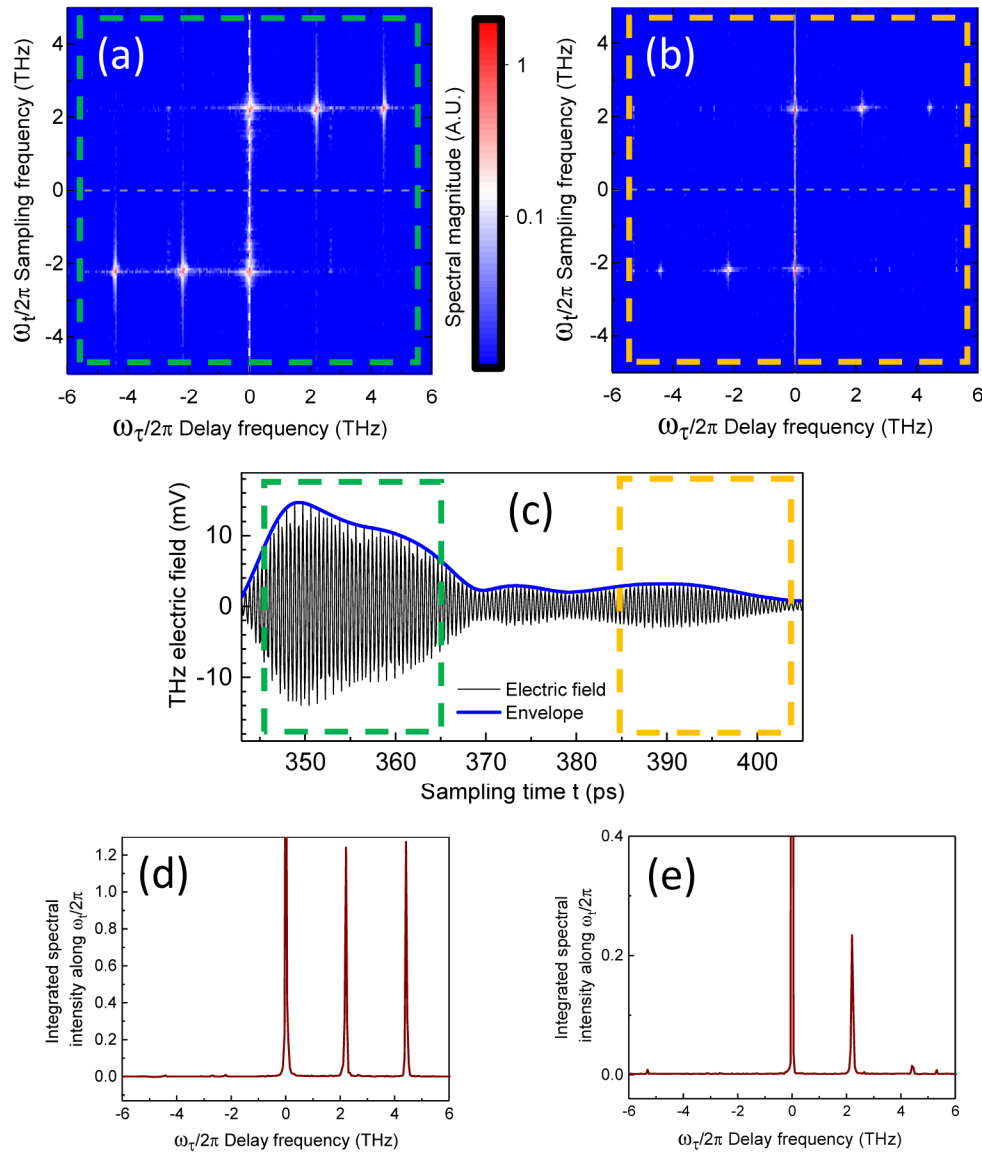 (a)
ω_t/2π Sampling frequency (THz)
4
2
0
-2
-4
-6 -4 -2 0 2 4 6
ω_τ/2π Delay frequency (THz)
Spectral magnitude (A.U.)
1
0.1
(b)
ω_t/2π Sampling frequency (THz)
4
2
0
-2
-4
-6 -4 -2 0 2 4 6
ω_τ/2π Delay frequency (THz)
(c)
THz electric field (mV)
10
0
-10
Electric field
Envelope
350 360 370 380 390 400
Sampling time t (ps)
(d)
Integrated spectral
intensity along ω_t/2π
1.2
1.0
0.8
0.6
0.4
0.2
0.0
-6 -4 -2 0 2 4 6
ω_τ/2π Delay frequency (THz)
(e)
Integrated spectral
intensity along ω_t/2π
0.4
0.2
0.0
-6 -4 -2 0 2 4 6
ω_τ/2π Delay frequency (THz)